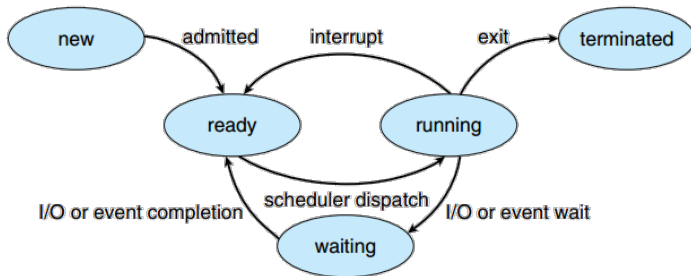 new
admitted
interrupt
exit
terminated
ready
running
scheduler dispatch
I/O or event completion
I/O or event wait
waiting